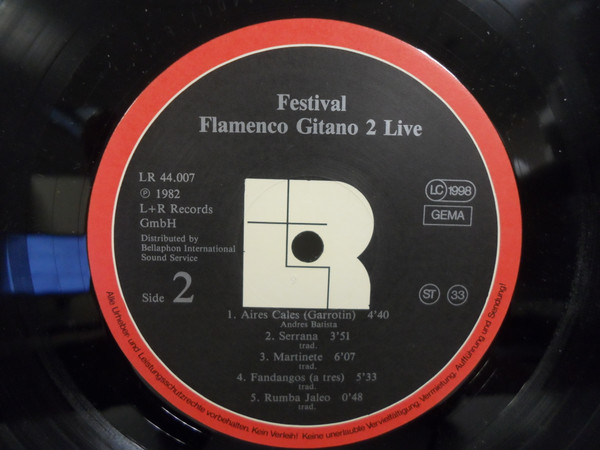 Festival
Flamenco Gitano 2 Live
LR 44.007
℗ 1982
L+R Records
GmbH
Distributed by
Bellaphon International
Sound Service
Side 2
LC 1998
GEMA
ST 33
1. Aires Cales (Garrotin) 4'40
Andres Batista
2. Serrana 3'51
trad.
3. Martinete 6'07
trad.
4. Fandangos (a tres) 5'33
trad.
5. Rumba Jaleo 0'48
trad.
Alle Urheber und Leistungsschutzrechte vorbehalten. Kein Verleih! Keine unerlaubte Vervielfältigung, Vermietung, Aufführung und Sendung!